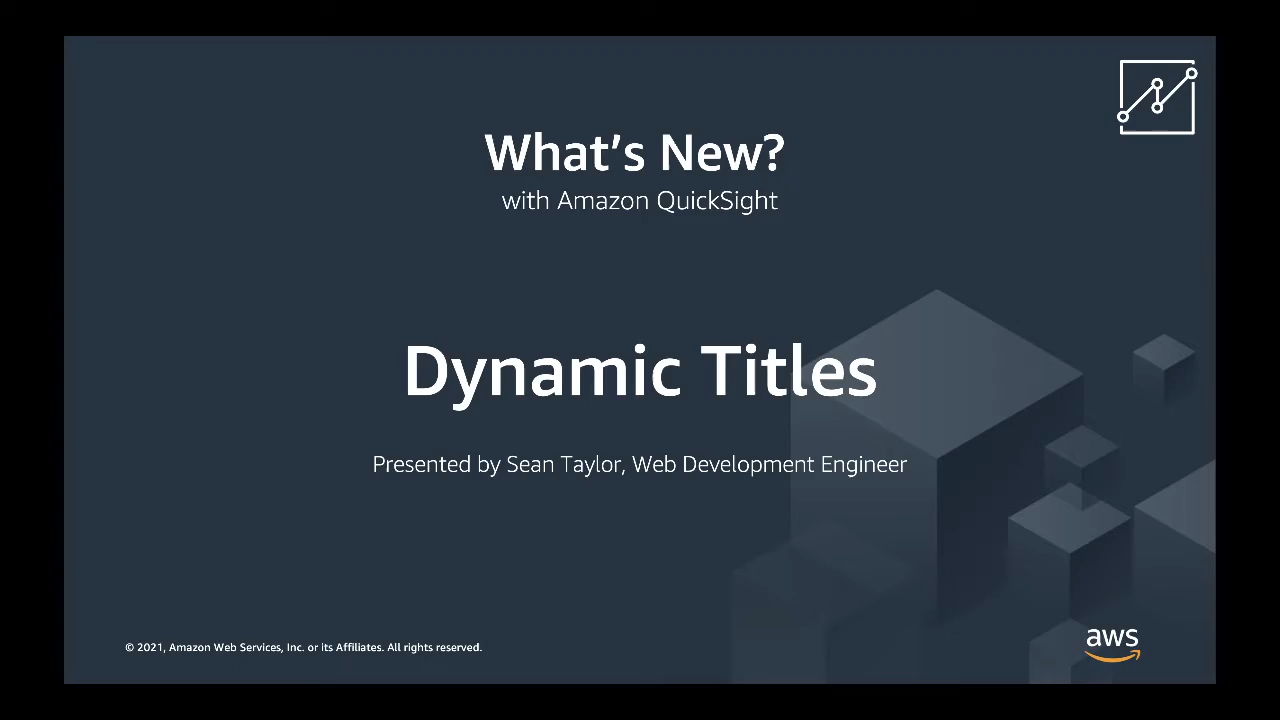 What's New?
with Amazon QuickSight
Dynamic Titles
Presented by Sean Taylor, Web Development Engineer
© 2021, Amazon Web Services, Inc. or its Affiliates. All rights reserved.
aws